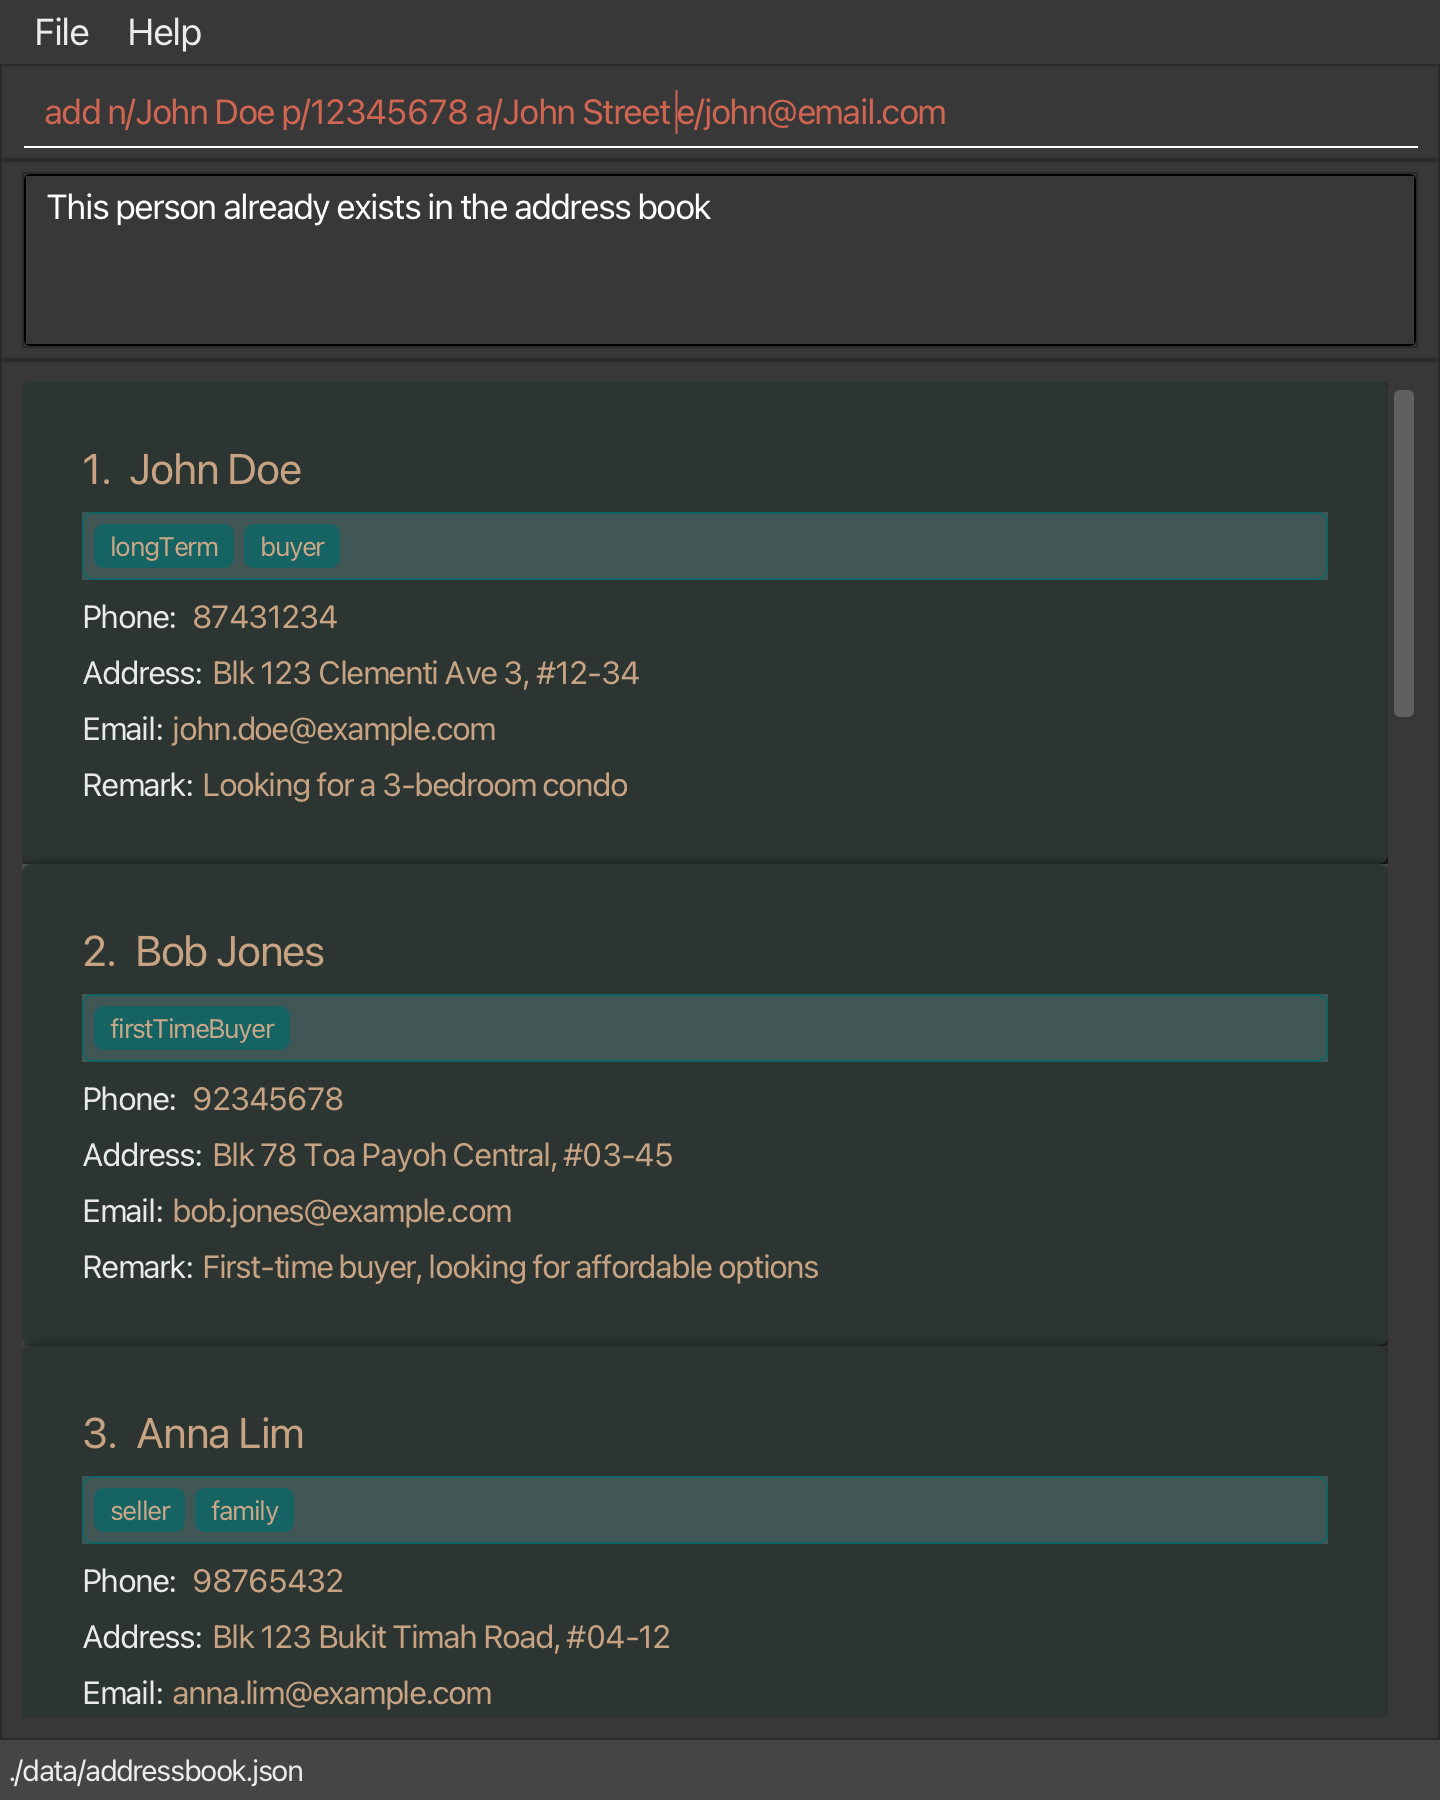 File Help
add n/John Doe p/12345678 a/John Street e/john@email.com
This person already exists in the address book
1. John Doe
longTerm buyer
Phone: 87431234
Address: Blk 123 Clementi Ave 3, #12-34
Email: john.doe@example.com
Remark: Looking for a 3-bedroom condo
2. Bob Jones
firstTimeBuyer
Phone: 92345678
Address: Blk 78 Toa Payoh Central, #03-45
Email: bob.jones@example.com
Remark: First-time buyer, looking for affordable options
3. Anna Lim
seller family
Phone: 98765432
Address: Blk 123 Bukit Timah Road, #04-12
Email: anna.lim@example.com
./data/addressbook.json